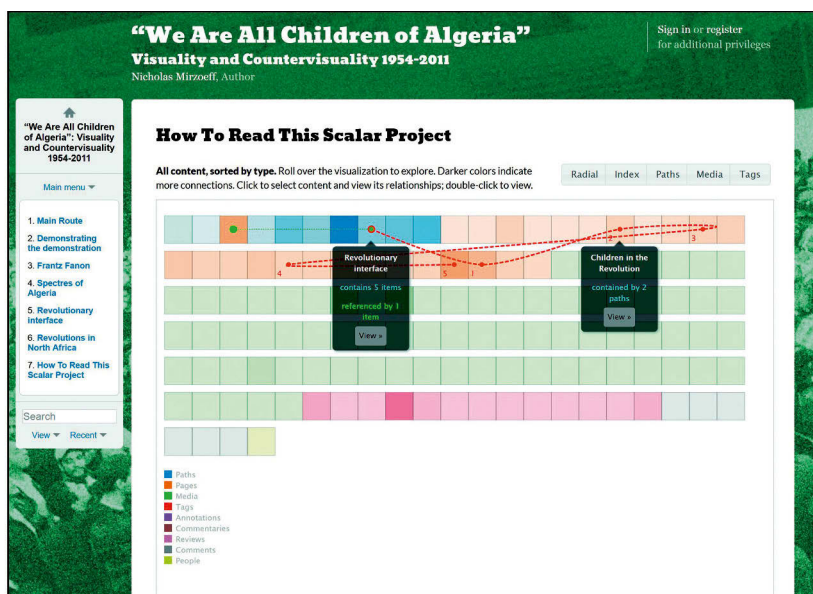 “We Are All Children of Algeria”
Visuality and Countervisuality 1954-2011
Nicholas Mirzoeff, Author
Sign in or register
for additional privileges
“We Are All Children
of Algeria”: Visuality
and Countervisuality
1954-2011
Main menu
1. Main Route
2. Demonstrating
the demonstration
3. Frantz Fanon
4. Spectres of
Algeria
5. Revolutionary
interface
6. Revolutions in
North Africa
7. How To Read This
Scalar Project
Search
View
Recent
How To Read This Scalar Project
All content, sorted by type. Roll over the visualization to explore. Darker colors indicate
more connections. Click to select content and view its relationships; double-click to view.
Radial
Index
Paths
Media
Tags
2
3
4
5
1
Revolutionary
interface
contains 5 items
referenced by 1
item
View »
Children in the
Revolution
contained by 2
paths
View »
Paths
Pages
Media
Tags
Annotations
Commentaries
Reviews
Comments
People